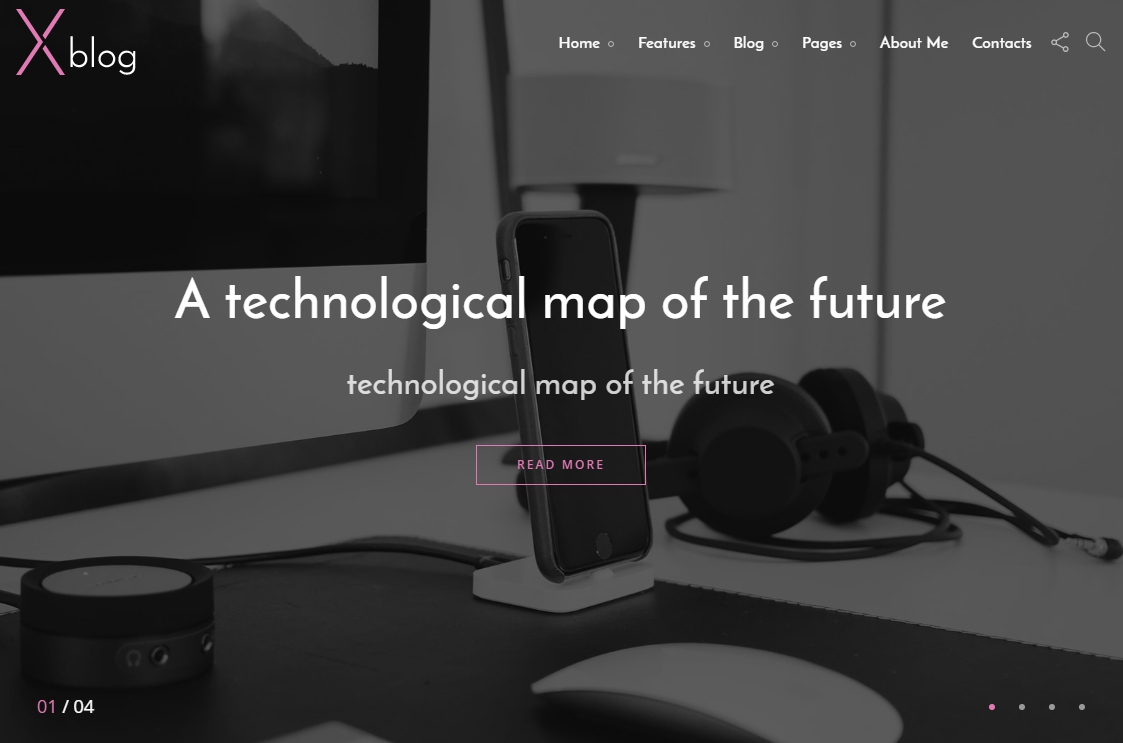 X blog
Home Features Blog Pages About Me Contacts
A technological map of the future
technological map of the future
READ MORE
01 / 04